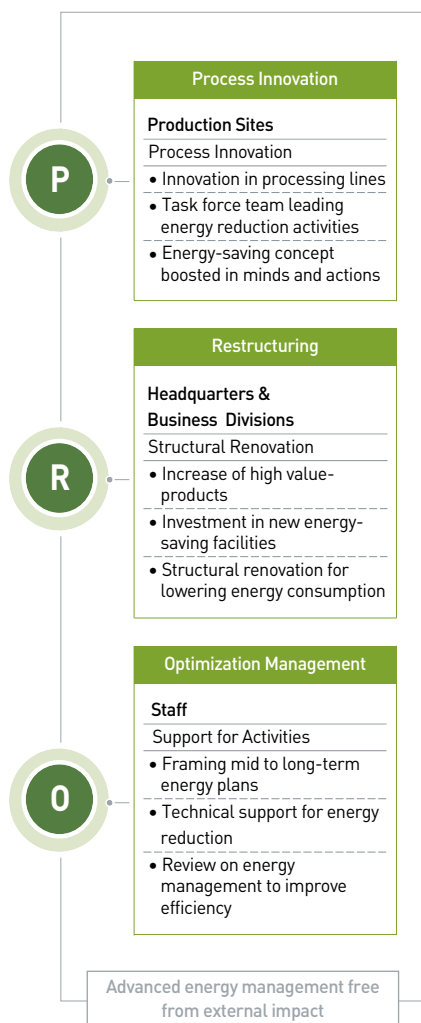 Process Innovation
P
Production Sites
Process Innovation
• Innovation in processing lines
• Task force team leading
energy reduction activities
• Energy-saving concept
boosted in minds and actions
Restructuring
R
Headquarters &
Business Divisions
Structural Renovation
• Increase of high value-
products
• Investment in new energy-
saving facilities
• Structural renovation for
lowering energy consumption
Optimization Management
O
Staff
Support for Activities
• Framing mid to long-term
energy plans
• Technical support for energy
reduction
• Review on energy
management to improve
efficiency
Advanced energy management free
from external impact